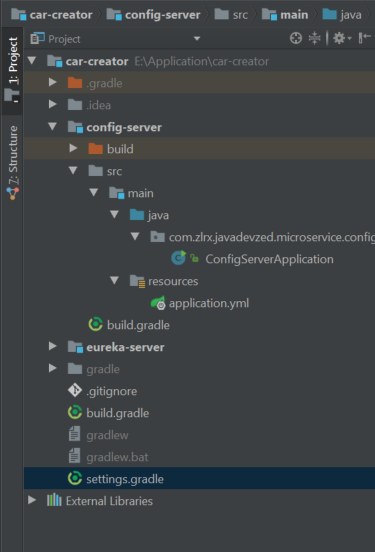 car-creator config-server src main java
1: Project
7: Structure
Project
car-creator E:\Application\car-creator
.gradle
.idea
config-server
build
src
main
java
com.zlrx.javadevzed.microservice.config
ConfigServerApplication
resources
application.yml
build.gradle
eureka-server
gradle
.gitignore
build.gradle
gradlew
gradlew.bat
settings.gradle
External Libraries